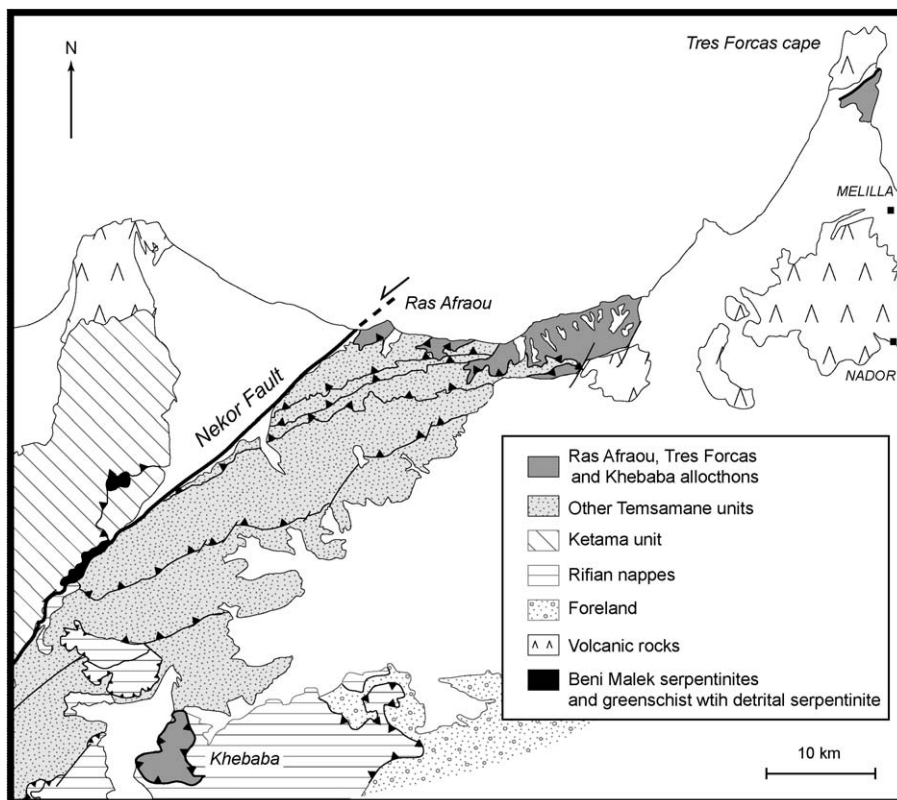 N
Tres Forcas cape
MELILLA
Ras Afraou
Nekor Fault
NADOR
Ras Afraou, Tres Forcas
and Khebaba allocthons
Other Temsamane units
Ketama unit
Rifian nappes
Foreland
Volcanic rocks
Beni Malek serpentinites
and greenschist wtih detrital serpentinite
Khebaba
10 km